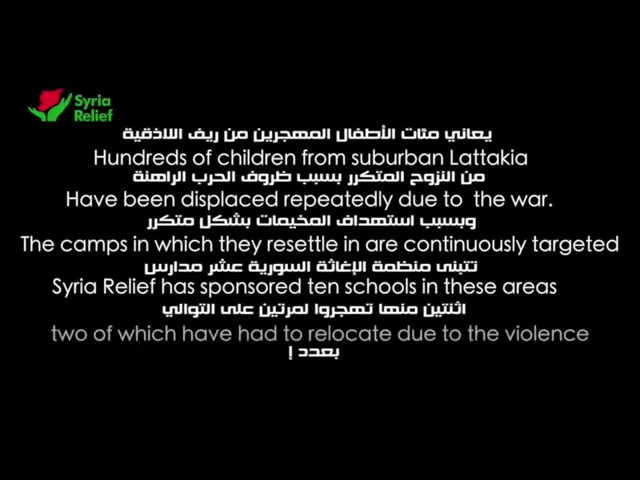 Syria
Relief
يعاني مئات الأطفال المهجرين من ريف اللاذقية
Hundreds of children from suburban Lattakia
من النزوح المتكرر بسبب ظروف الحرب الراهنة
Have been displaced repeatedly due to the war.
وبسبب استهداف المخيمات بشكل متكرر
The camps in which they resettle in are continuously targeted
تتبنى منظمة الإغاثة السورية عشر مدارس
Syria Relief has sponsored ten schools in these areas
اثنتين منها تهجروا لمرتين على التوالي
two of which have had to relocate due to the violence
بعدد إ